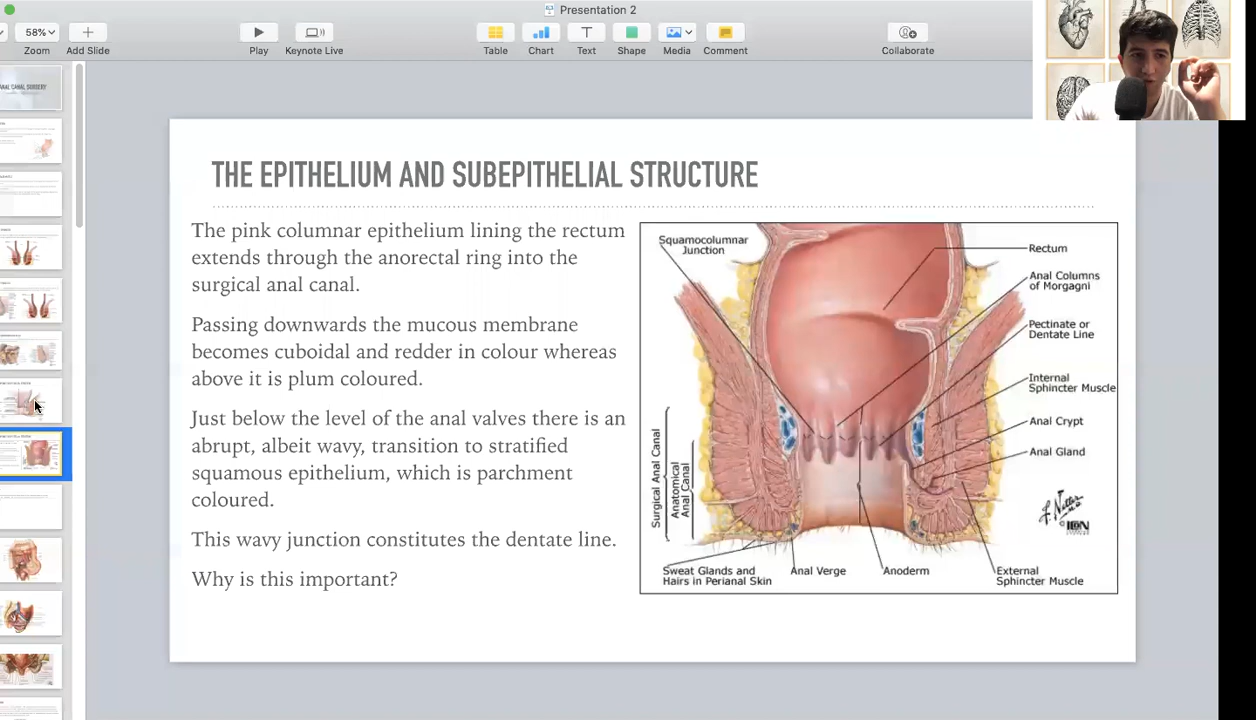 Presentation 2
58%
Zoom
Add Slide
Play
Keynote Live
Table
Chart
Text
Shape
Media
Comment
Collaborate
ANAL CANAL SURGERY
THE EPITHELIUM AND SUBEPITHELIAL STRUCTURE
The pink columnar epithelium lining the rectum
extends through the anorectal ring into the
surgical anal canal.
Passing downwards the mucous membrane
becomes cuboidal and redder in colour whereas
above it is plum coloured.
Just below the level of the anal valves there is an
abrupt, albeit wavy, transition to stratified
squamous epithelium, which is parchment
coloured.
This wavy junction constitutes the dentate line.
Why is this important?
Squamocolumnar
Junction
Rectum
Anal Columns
of Morgagni
Pectinate or
Dentate Line
Internal
Sphincter Muscle
Anal Crypt
Anal Gland
Surgical Anal Canal
Anatomical
Anal Canal
Sweat Glands and
Hairs in Perianal Skin
Anal Verge
Anoderm
External
Sphincter Muscle